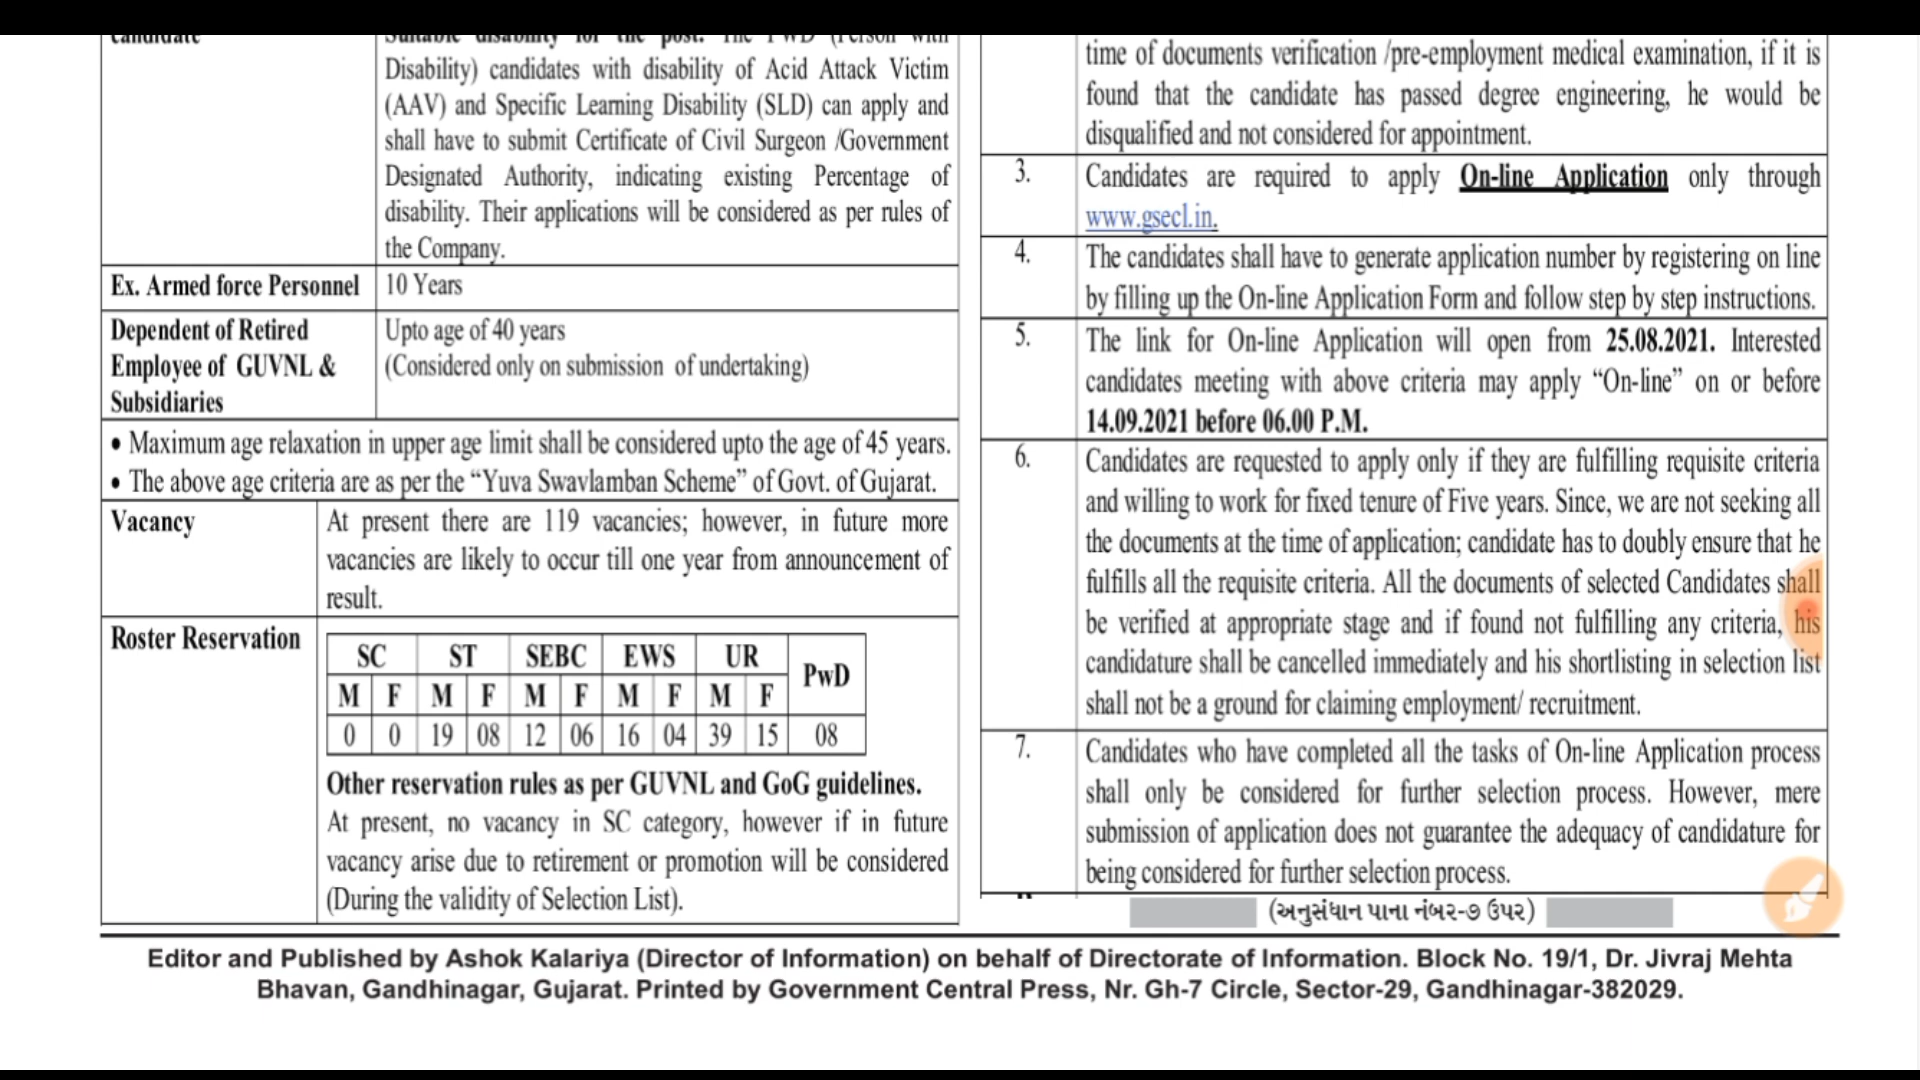 candidate
Suitable disability for the post. The PWD (Person with
Disability) candidates with disability of Acid Attack Victim
(AAV) and Specific Learning Disability (SLD) can apply and
shall have to submit Certificate of Civil Surgeon /Government
Designated Authority, indicating existing Percentage of
disability. Their applications will be considered as per rules of
the Company.
Ex. Armed force Personnel
10 Years
Dependent of Retired
Employee of GUVNL &
Subsidiaries
Upto age of 40 years
(Considered only on submission of undertaking)
• Maximum age relaxation in upper age limit shall be considered upto the age of 45 years.
• The above age criteria are as per the “Yuva Swavlamban Scheme” of Govt. of Gujarat.
Vacancy
At present there are 119 vacancies; however, in future more
vacancies are likely to occur till one year from announcement of
result.
Roster Reservation
SC ST SEBC EWS UR PwD
M F M F M F M F M F
0 0 19 08 12 06 16 04 39 15 08
Other reservation rules as per GUVNL and GoG guidelines.
At present, no vacancy in SC category, however if in future
vacancy arise due to retirement or promotion will be considered
(During the validity of Selection List).
time of documents verification /pre-employment medical examination, if it is
found that the candidate has passed degree engineering, he would be
disqualified and not considered for appointment.
3. Candidates are required to apply On-line Application only through
www.gsecl.in.
4. The candidates shall have to generate application number by registering on line
by filling up the On-line Application Form and follow step by step instructions.
5. The link for On-line Application will open from 25.08.2021. Interested
candidates meeting with above criteria may apply “On-line” on or before
14.09.2021 before 06.00 P.M.
6. Candidates are requested to apply only if they are fulfilling requisite criteria
and willing to work for fixed tenure of Five years. Since, we are not seeking all
the documents at the time of application; candidate has to doubly ensure that he
fulfills all the requisite criteria. All the documents of selected Candidates shall
be verified at appropriate stage and if found not fulfilling any criteria, his
candidature shall be cancelled immediately and his shortlisting in selection list
shall not be a ground for claiming employment/ recruitment.
7. Candidates who have completed all the tasks of On-line Application process
shall only be considered for further selection process. However, mere
submission of application does not guarantee the adequacy of candidature for
being considered for further selection process.
(અનુસંધાન પાના નંબર-૭ ઉપર)
Editor and Published by Ashok Kalariya (Director of Information) on behalf of Directorate of Information. Block No. 19/1, Dr. Jivraj Mehta
Bhavan, Gandhinagar, Gujarat. Printed by Government Central Press, Nr. Gh-7 Circle, Sector-29, Gandhinagar-382029.